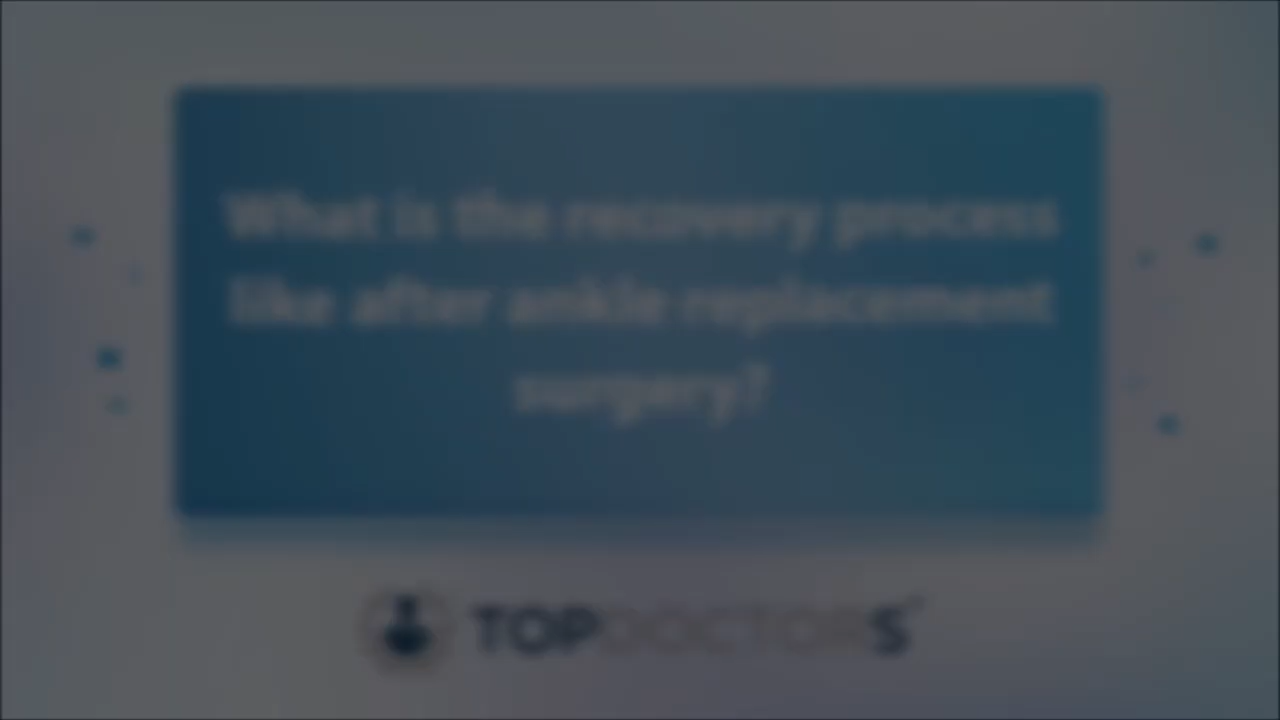 What is the recovery process
like after ankle replacement
surgery?
TOPDOCTORS